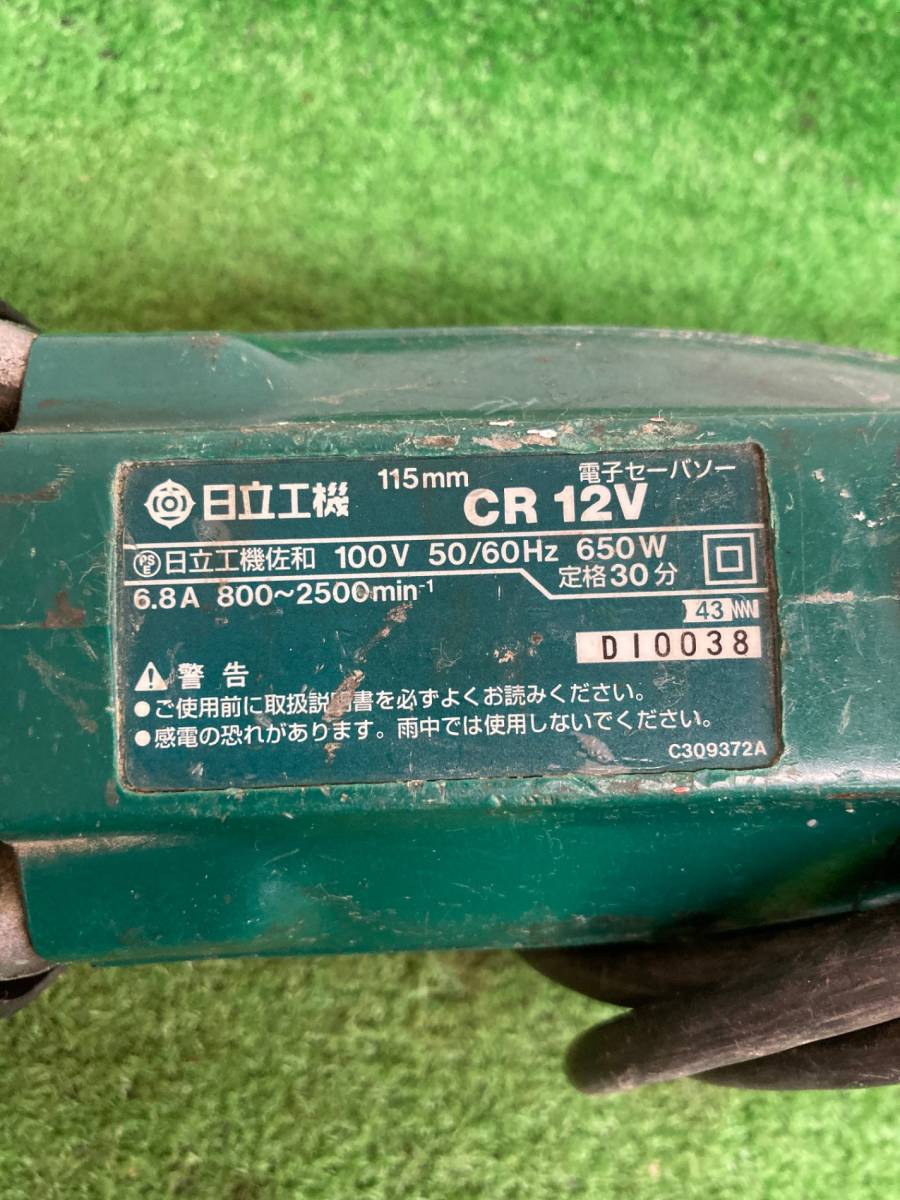 日立工機 115mm 電子セーバソー
CR 12V
PSE 日立工機佐和 100V 50/60Hz 650W
定格30分
6.8A 800～2500min⁻¹
43
DI0038
警告
●ご使用前に取扱説明書を必ずよくお読みください。
●感電の恐れがあります。雨中では使用しないでください。
C309372A